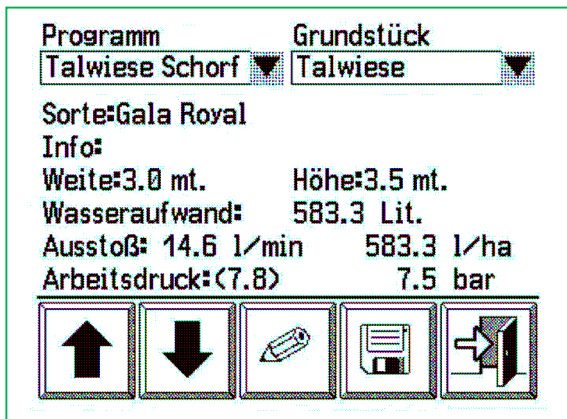 Programm Grundstück
Talwiese Schorf Talwiese
Sorte:Gala Royal
Info:
Weite:3.0 mt. Höhe:3.5 mt.
Wasseraufwand: 583.3 Lit.
Ausstoß: 14.6 l/min 583.3 l/ha
Arbeitsdruck:(7.8) 7.5 bar